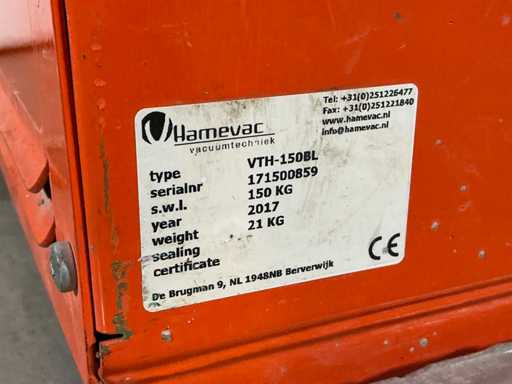 Tel: +31(0)251226477
Fax: +31(0)251221840
www.hamevac.nl
info@hamevac.nl
Hamevac
vacuumtechniek
type VTH-150BL
serialnr 171500859
s.w.l. 150 KG
year 2017
weight 21 KG
sealing
certificate
CE
De Brugman 9, NL 1948NB Berverwijk